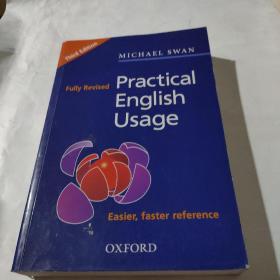 Third Edition
MICHAEL SWAN
Fully Revised
Practical
English
Usage
Easier, faster reference
OXFORD